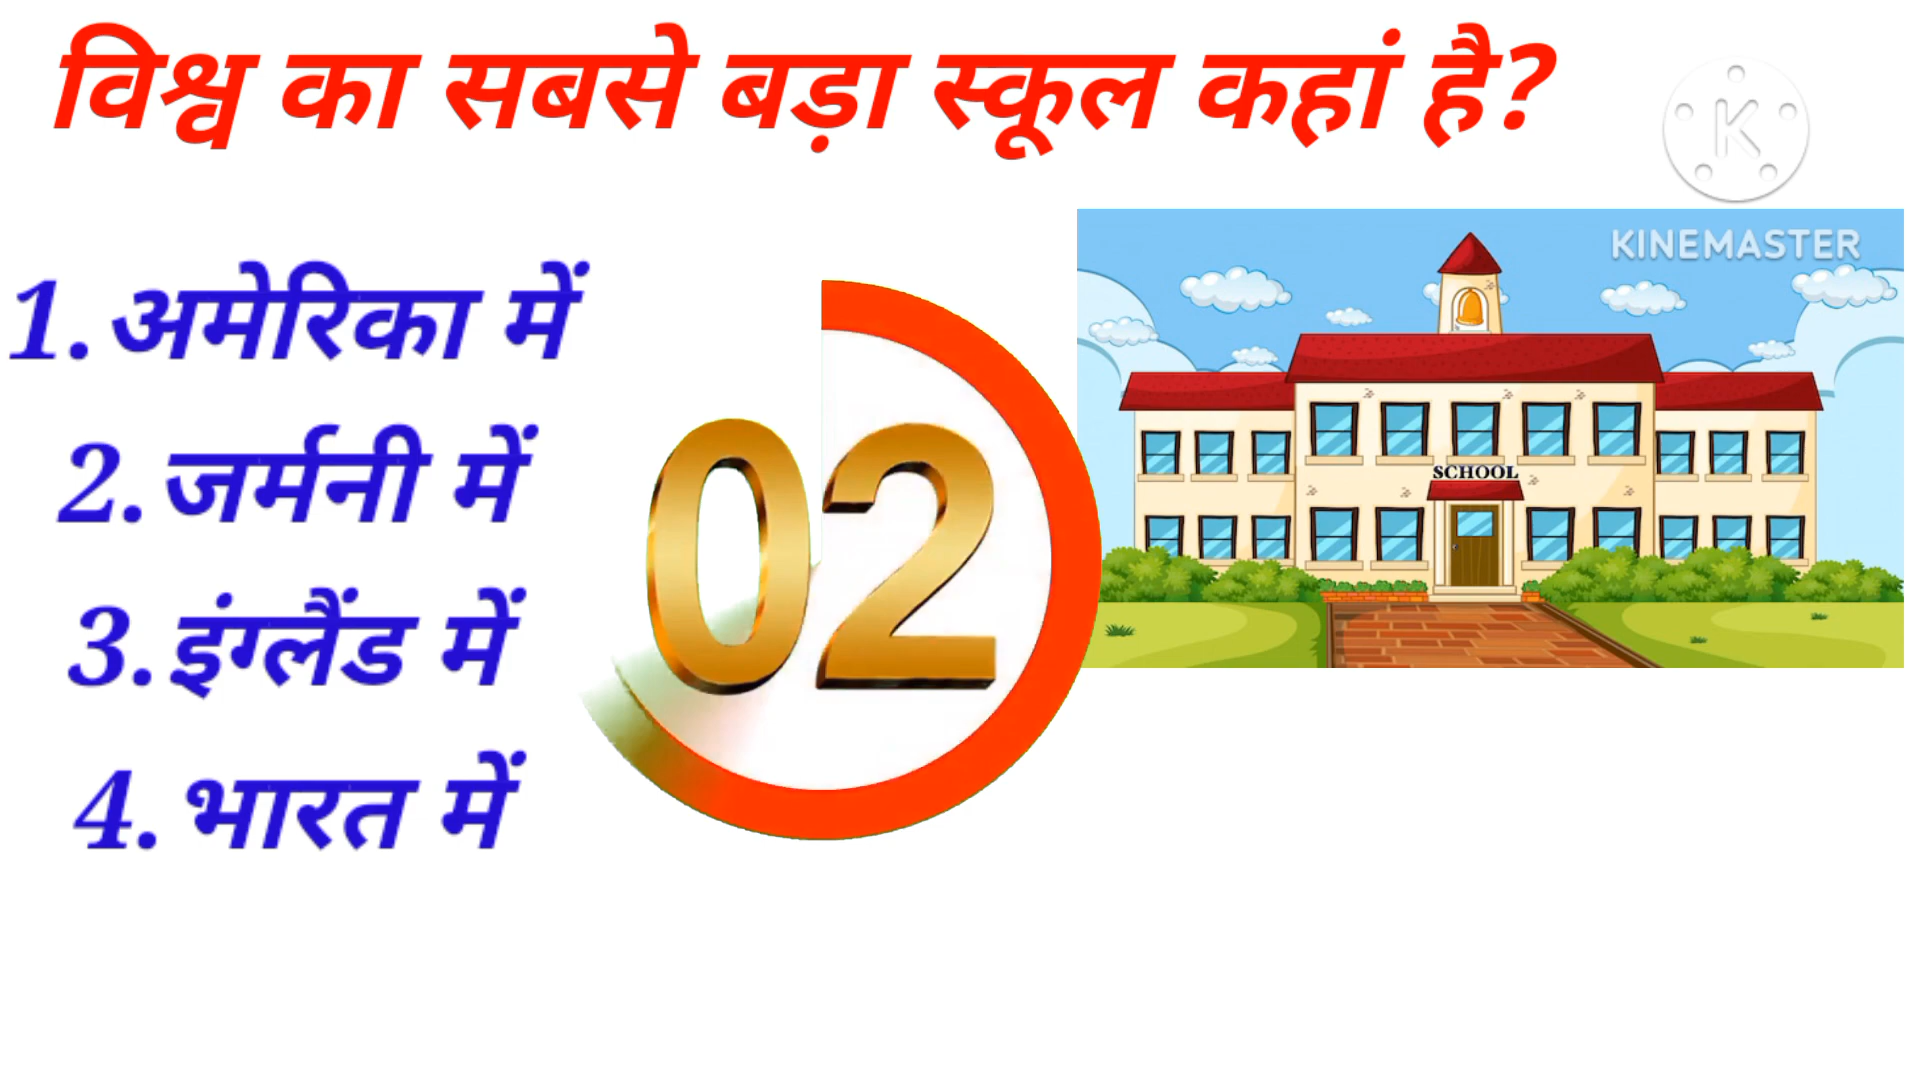 विश्व का सबसे बड़ा स्कूल कहां है?
K
KINEMASTER
1. अमेरिका में
2. जर्मनी में
3. इंग्लैंड में
4. भारत में
02
SCHOOL